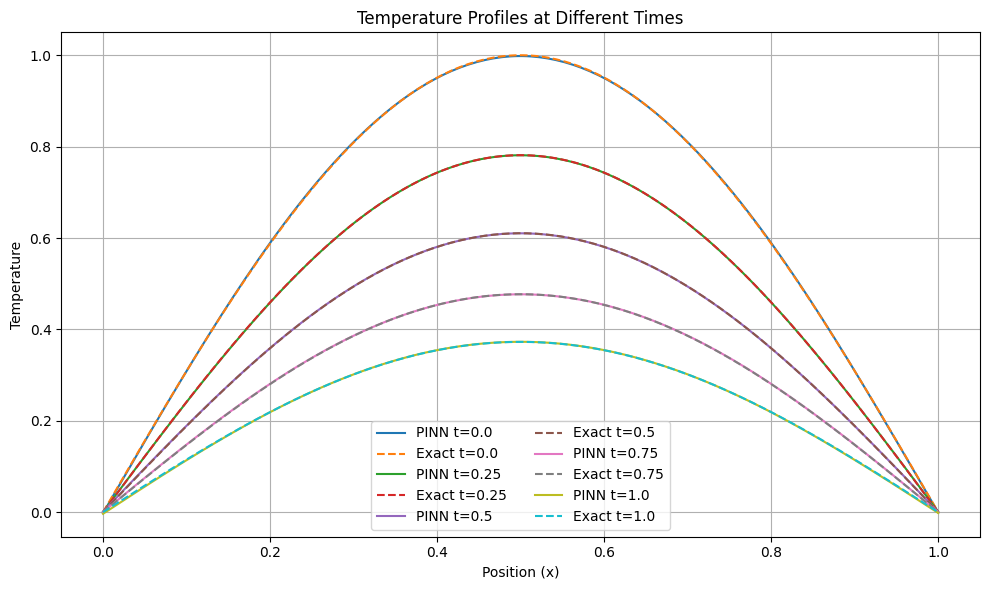 Temperature Profiles at Different Times
Temperature
1.0
0.8
0.6
0.4
0.2
0.0
PINN t=0.0
Exact t=0.0
PINN t=0.25
Exact t=0.25
PINN t=0.5
Exact t=0.5
PINN t=0.75
Exact t=0.75
PINN t=1.0
Exact t=1.0
0.0 0.2 0.4 0.6 0.8 1.0
Position (x)